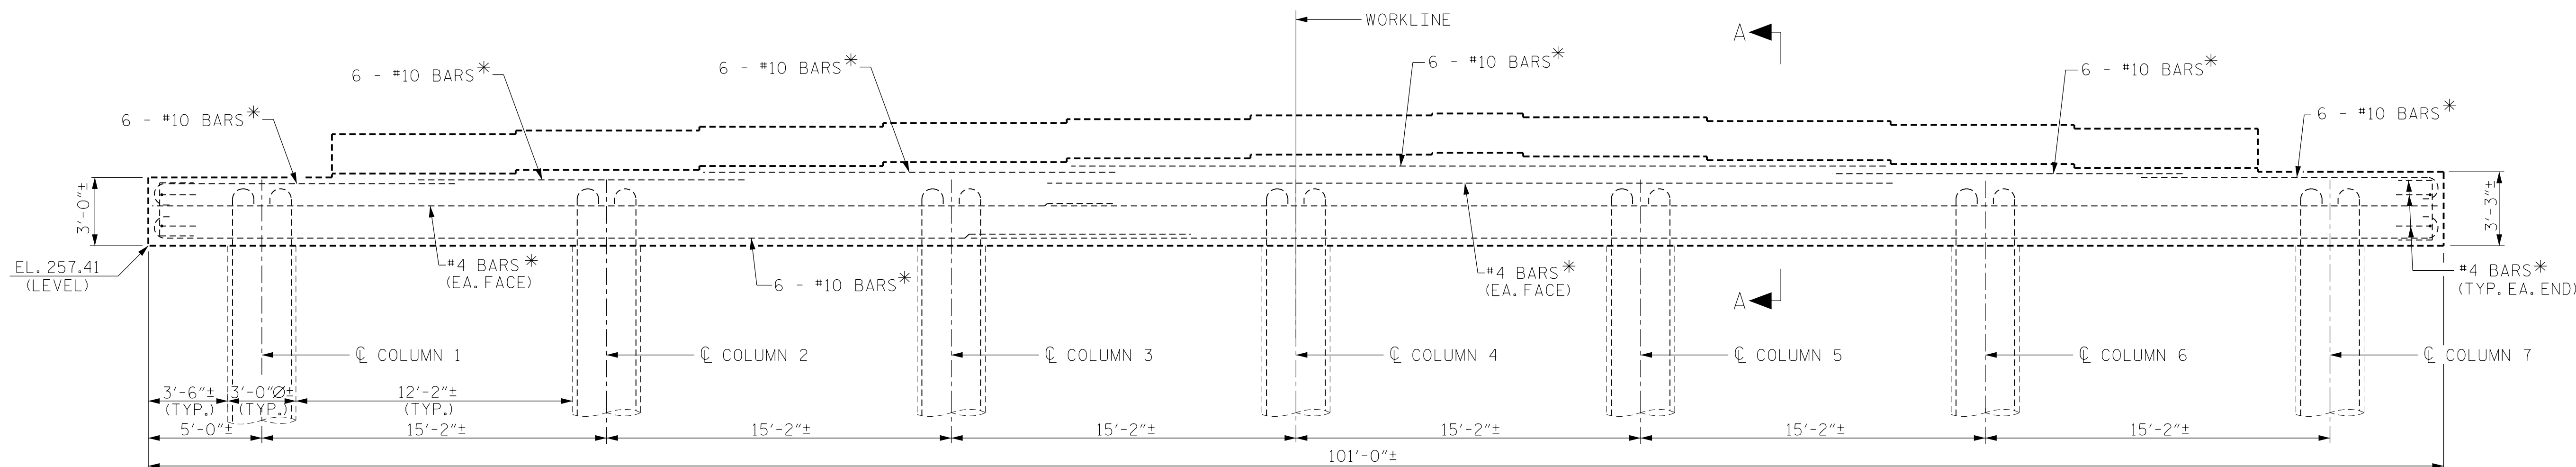 WORKLINE
A
6 - #10 BARS*
6 - #10 BARS*
6 - #10 BARS*
6 - #10 BARS*
6 - #10 BARS*
6 - #10 BARS*
3'-0"±
3'-3"±
EL. 257.41
(LEVEL)
#4 BARS*
(EA. FACE)
6 - #10 BARS*
#4 BARS*
(EA. FACE)
A
#4 BARS*
(TYP. EA. END)
℄ COLUMN 1
℄ COLUMN 2
℄ COLUMN 3
℄ COLUMN 4
℄ COLUMN 5
℄ COLUMN 6
℄ COLUMN 7
3'-6"±
(TYP.)
3'-0"Ø±
(TYP.)
12'-2"±
(TYP.)
5'-0"±
15'-2"±
15'-2"±
15'-2"±
15'-2"±
15'-2"±
15'-2"±
101'-0"±